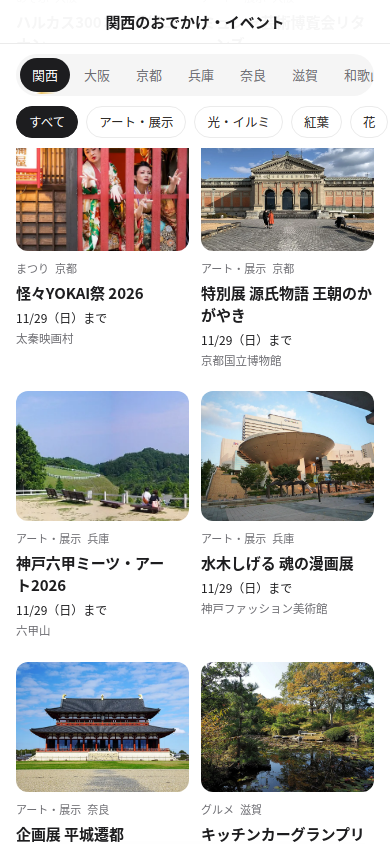 関西のおでかけ・イベント
関西
大阪
京都
兵庫
奈良
滋賀
すべて
アート・展示
光・イルミ
紅葉
花
まつり 京都
怪々YOKAI祭 2026
11/29（日）まで
太秦映画村
アート・展示 京都
特別展 源氏物語 王朝のか
がやき
11/29（日）まで
京都国立博物館
アート・展示 兵庫
神戸六甲ミーツ・アー
ト2026
11/29（日）まで
六甲山
アート・展示 兵庫
水木しげる 魂の漫画展
11/29（日）まで
神戸ファッション美術館
アート・展示 奈良
企画展 平城遷都
グルメ 滋賀
キッチンカーグランプリ